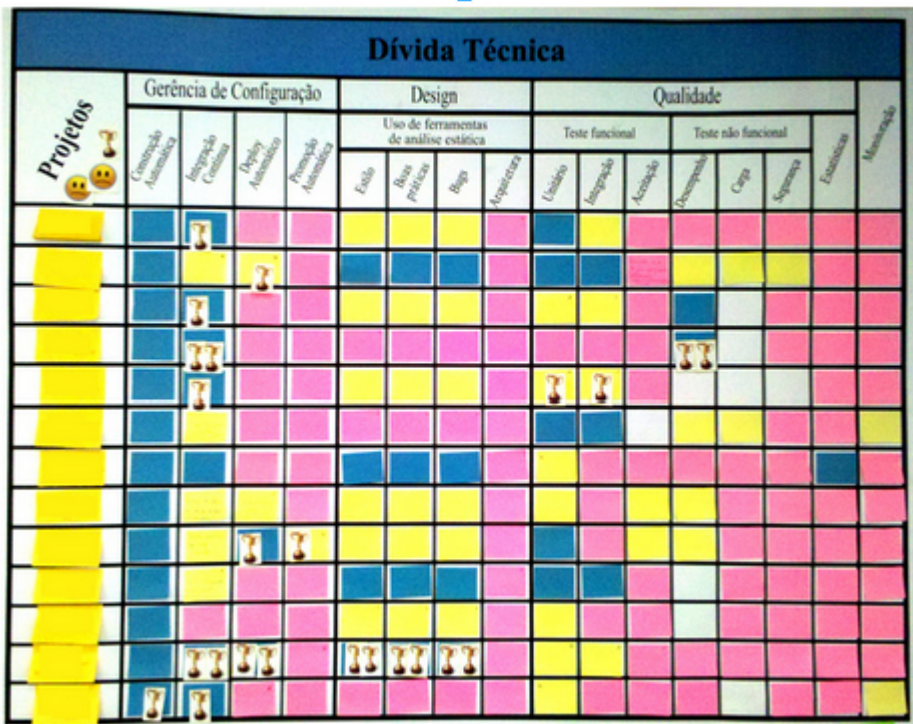 Dívida Técnica
Projetos
Gerência de Configuração
Design
Qualidade
Uso de ferramentas
de análise estática
Teste funcional
Teste não funcional
Construção
Automática
Integração
Contínua
Deploy
Automático
Promoção
Automática
Estilo
Boas
práticas
Bugs
Arquitetura
Unitário
Integração
Aceitação
Desempenho
Carga
Segurança
Estatísticas
Monitoração